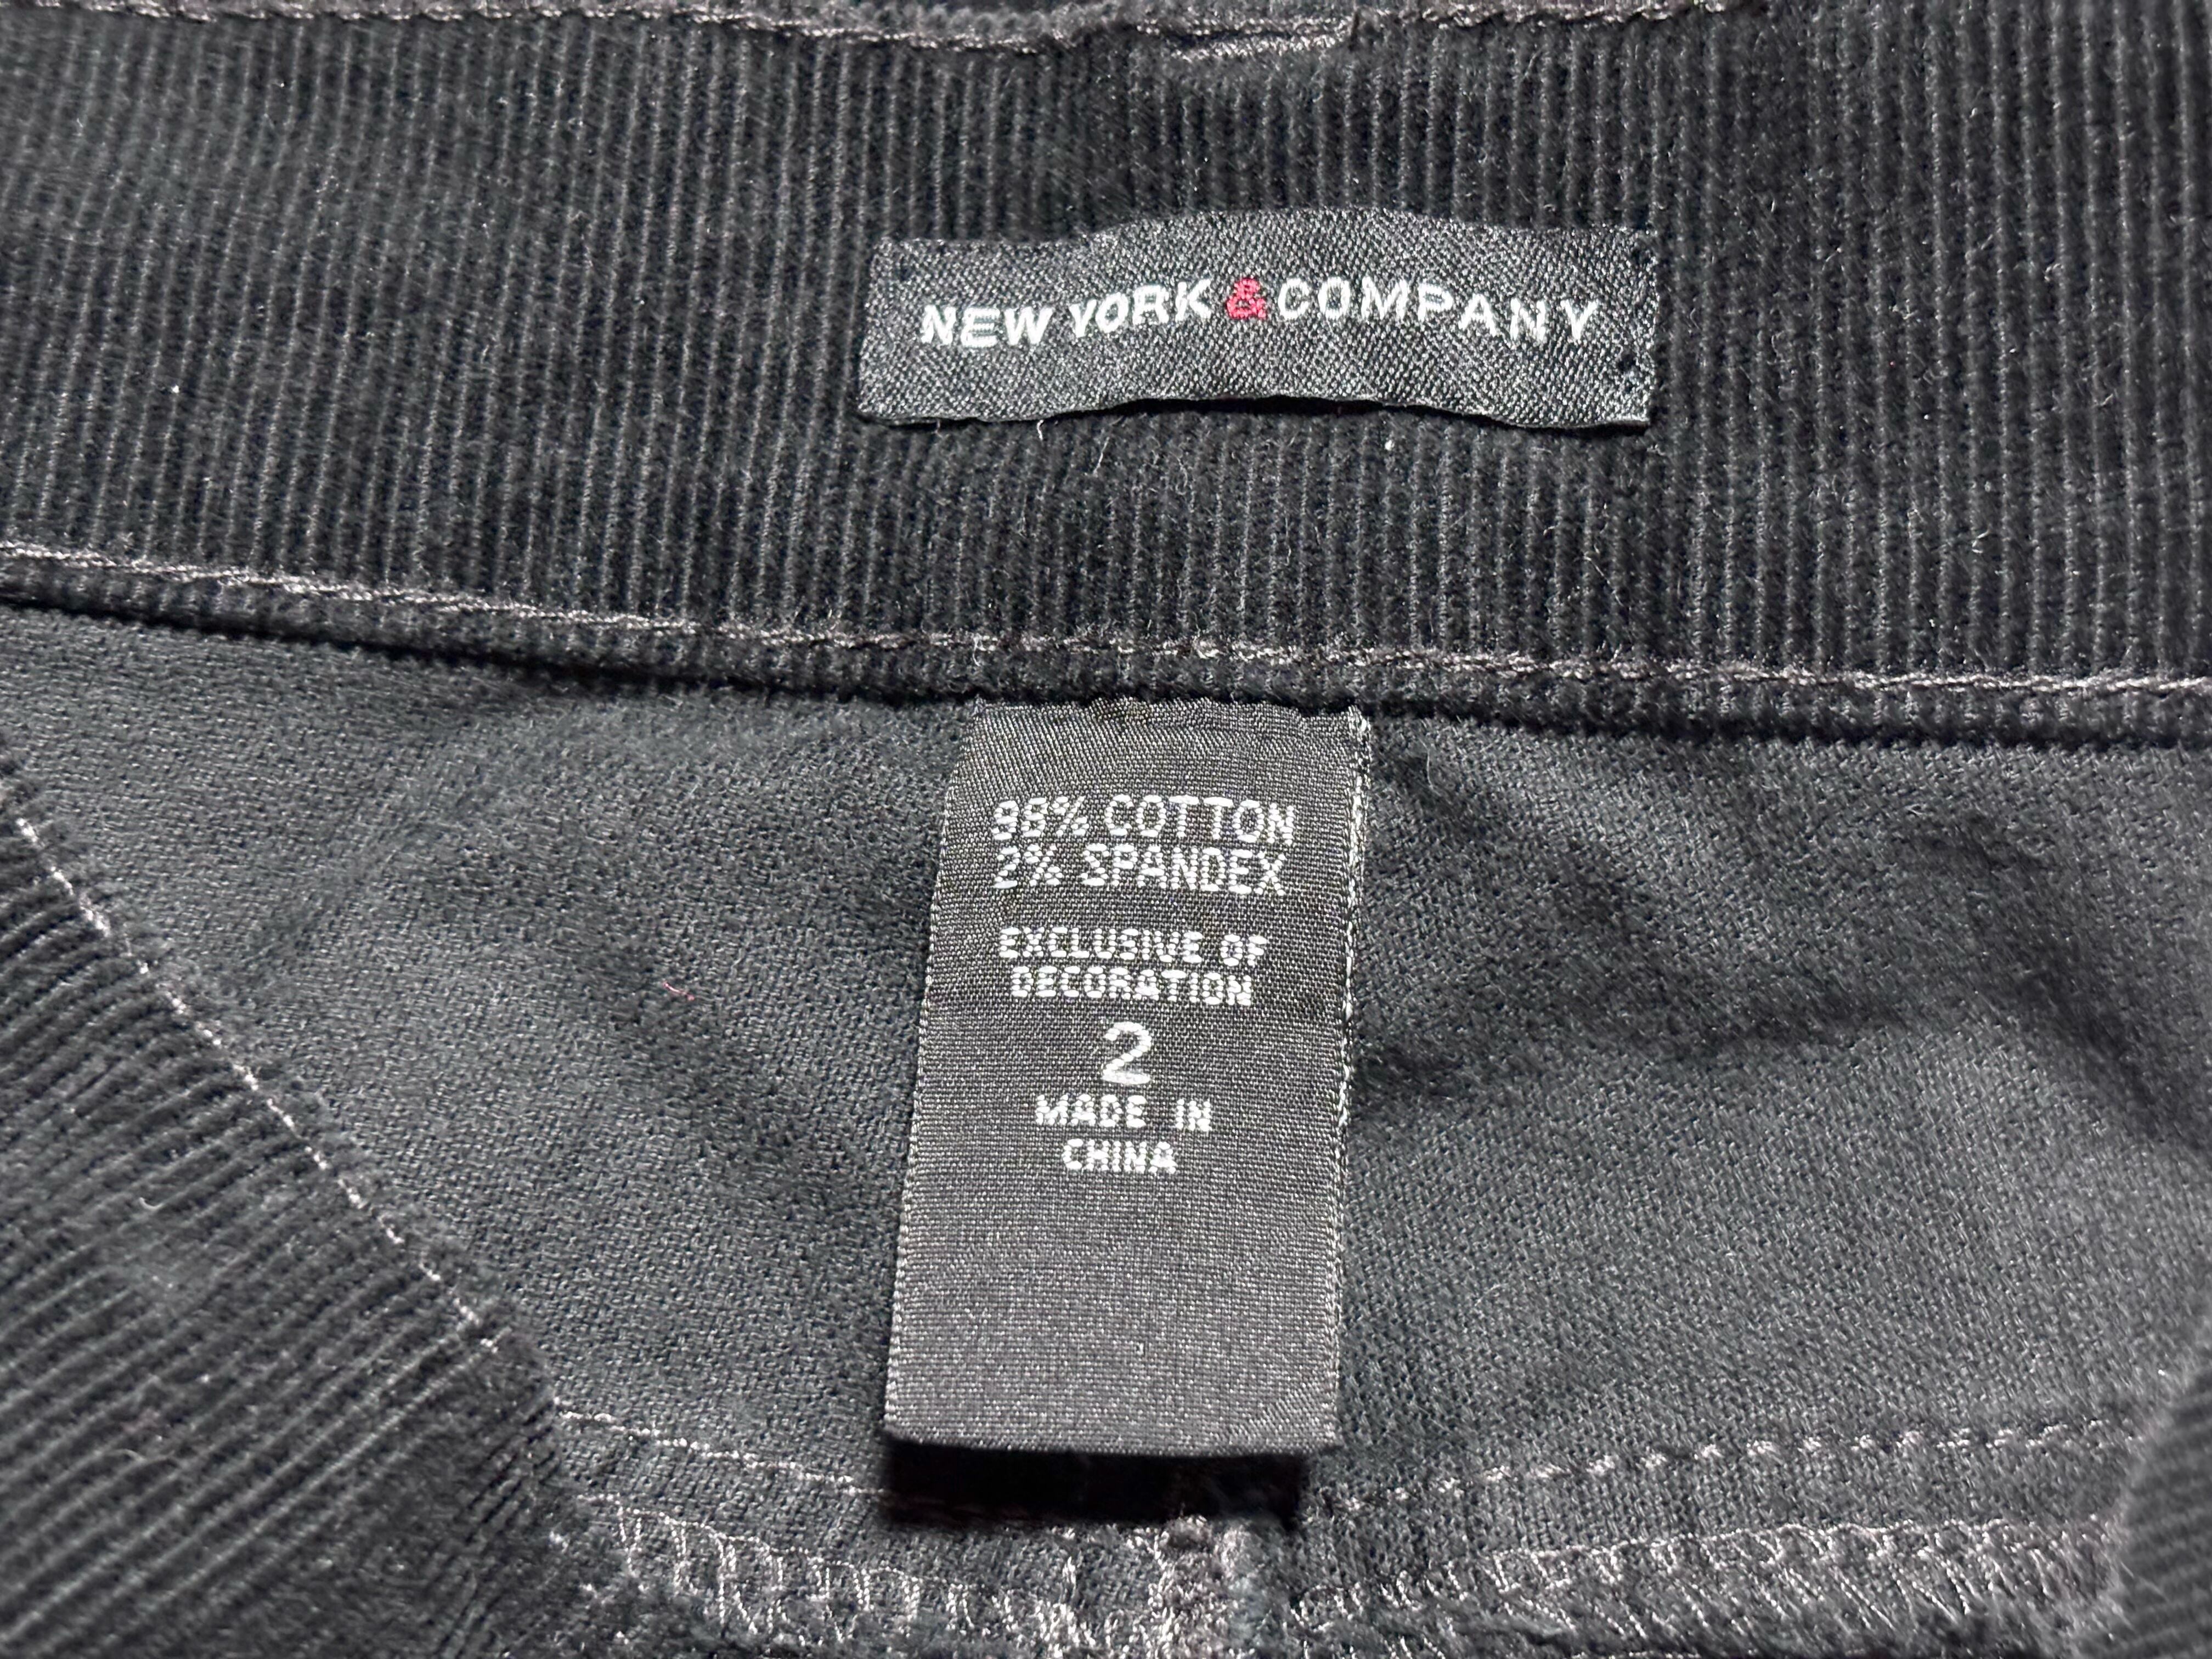 NEW YORK & COMPANY
98% COTTON
2% SPANDEX
EXCLUSIVE OF
DECORATION
2
MADE IN
CHINA